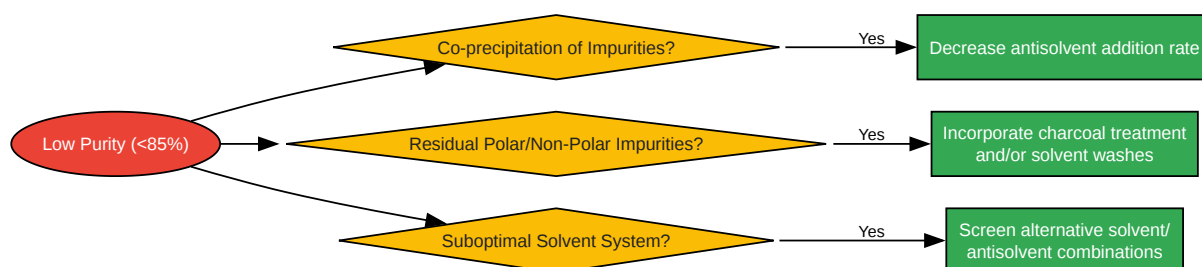 Co-precipitation of Impurities?
Yes
Decrease antisolvent addition rate
Low Purity (<85%)
Residual Polar/Non-Polar Impurities?
Yes
Incorporate charcoal treatment
and/or solvent washes
Suboptimal Solvent System?
Yes
Screen alternative solvent/
antisolvent combinations